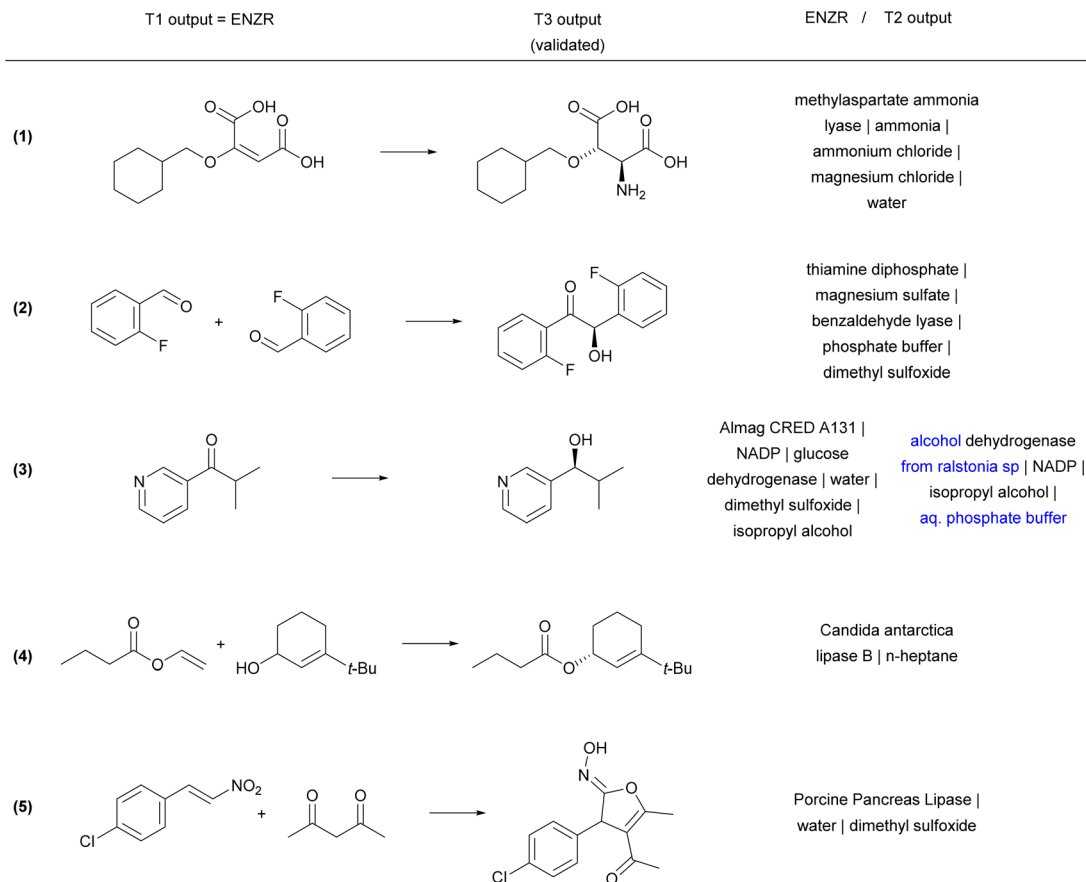 T1 output = ENZR
T3 output
(validated)
ENZR / T2 output
(1)
O
OH
O
OH
O
O
OH
O
OH
O
NH2
methylaspartate ammonia
lyase | ammonia |
ammonium chloride |
magnesium chloride |
water
(2)
O
F
+
F
O
F
O
OH
F
thiamine diphosphate |
magnesium sulfate |
benzaldehyde lyase |
phosphate buffer |
dimethyl sulfoxide
(3)
O
N
OH
N
Almag CRED A131 |
NADP | glucose
dehydrogenase | water |
dimethyl sulfoxide |
isopropyl alcohol
alcohol dehydrogenase
from ralstonia sp | NADP |
isopropyl alcohol |
aq. phosphate buffer
(4)
O
O
+
HO
t-Bu
O
O
t-Bu
Candida antarctica
lipase B | n-heptane
(5)
NO2
Cl
+
O
O
OH
N
O
Cl
O
Porcine Pancreas Lipase |
water | dimethyl sulfoxide